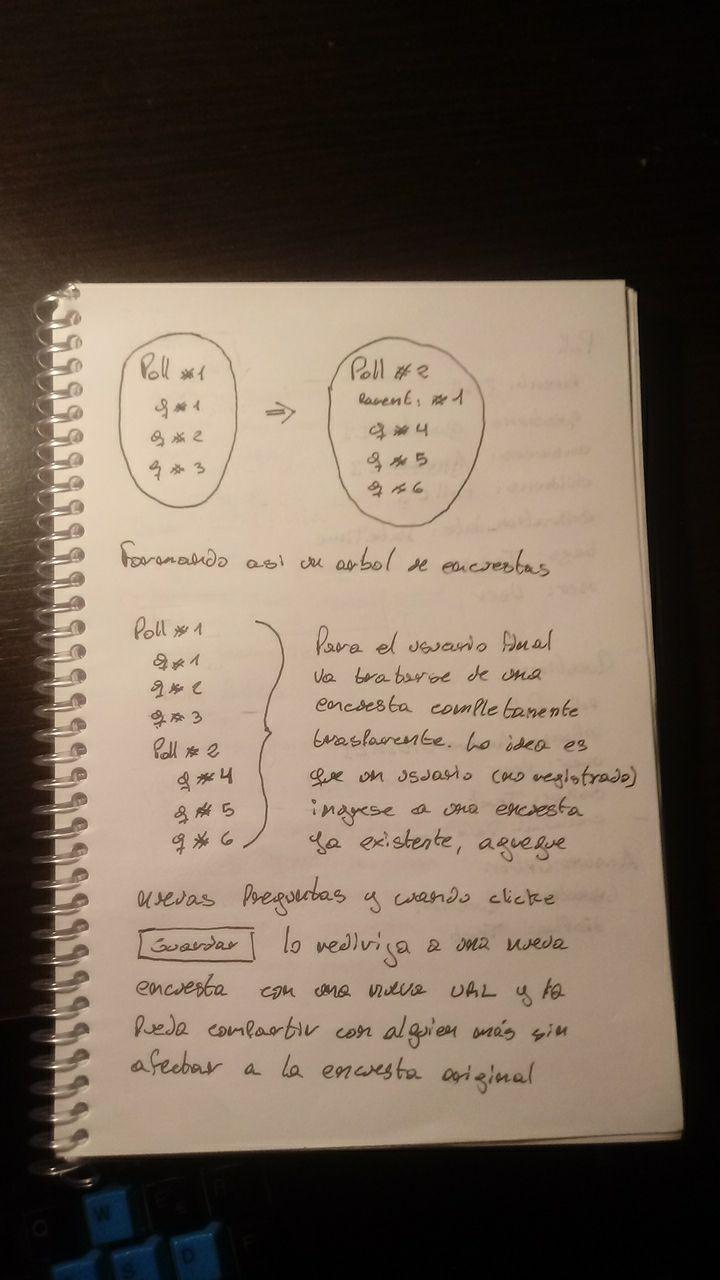 Poll #1
q #1
q #2
q #3
⇒
Poll #2
Parent: #1
q #4
q #5
q #6
Formando asi un arbol de encuestas
Poll #1
q #1
q #2
q #3
Poll #2
q #4
q #5
q #6
Para el usuario final
va tratarse de una
encuesta completamente
trasparente. La idea es
que un usuario (no registrado)
ingrese a una encuesta
ya existente, agregue
nuevas preguntas y cuando clicke
Guardar lo rediriga a una nueva
encuesta con una nueva URL y la
pueda compartir con alguien más sin
afectar a la encuesta original
W
S
D